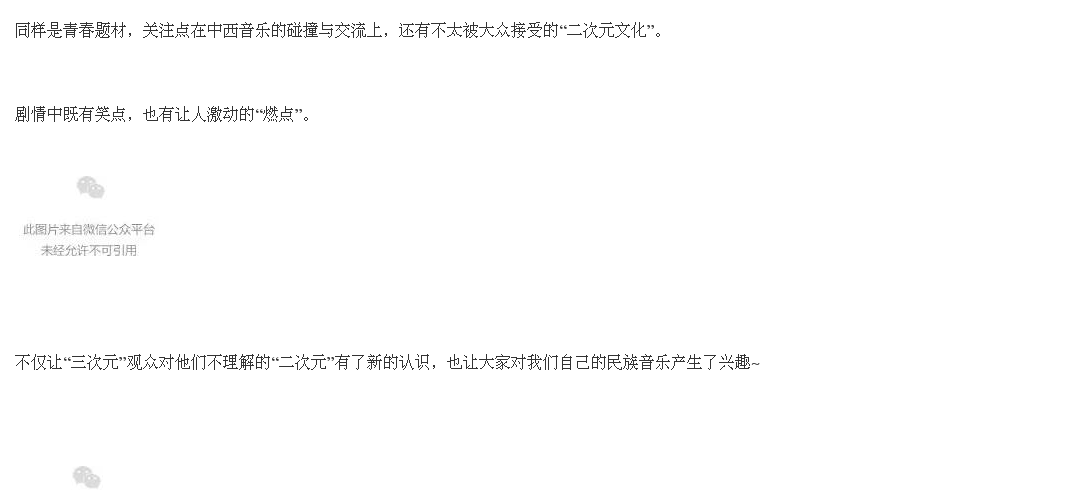 同样是青春题材，关注点在中西音乐的碰撞与交流上，还有不太被大众接受的“二次元文化”。
剧情中既有笑点，也有让人激动的“燃点”。
此图片来自微信公众平台
未经允许不可引用
不仅让“三次元”观众对他们不理解的“二次元”有了新的认识，也让大家对我们自己的民族音乐产生了兴趣~